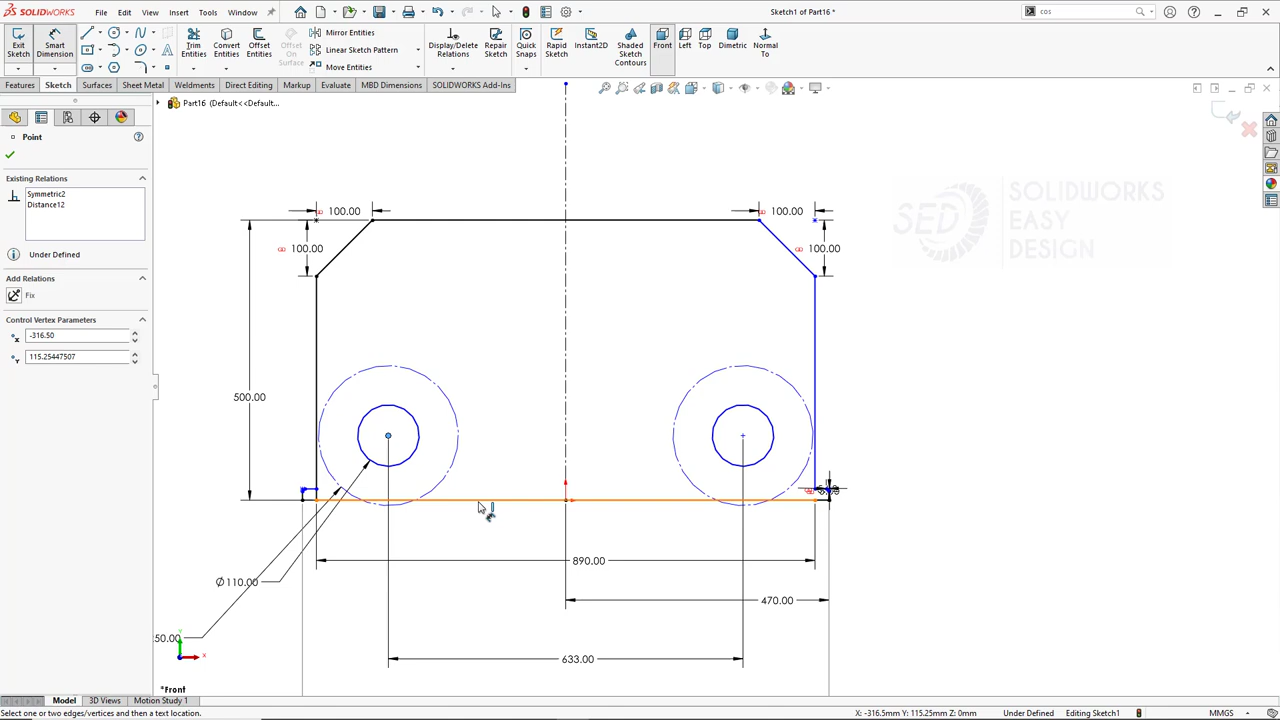 SOLIDWORKS File Edit View Insert Tools Window Sketch1 of Part16 * cos
Exit Sketch
Smart Dimension
Trim Entities
Convert Entities
Offset Entities
Offset On Surface
Mirror Entities
Linear Sketch Pattern
Move Entities
Display/Delete Relations
Repair Sketch
Quick Snaps
Rapid Sketch
Instant2D
Shaded Sketch Contours
Front
Left
Top
Dimetric
Normal To
Features Sketch Surfaces Sheet Metal Weldments Direct Editing Markup Evaluate MBD Dimensions SOLIDWORKS Add-Ins
Part16 (Default<<Default...
Point
Existing Relations
Symmetric2
Distance12
Under Defined
Add Relations
Fix
Control Vertex Parameters
-316.50
115.25447507
SED
SOLIDWORKS
EASY
DESIGN
100.00 100.00
100.00 100.00
500.00
Ø110.00
890.00
470.00
50.00
633.00
Y
X
*Front
Model 3D Views Motion Study 1
Select one or two edges/vertices and then a text location. X: -316.5mm Y: 115.25mm Z: 0mm Under Defined Editing Sketch1 MMGS